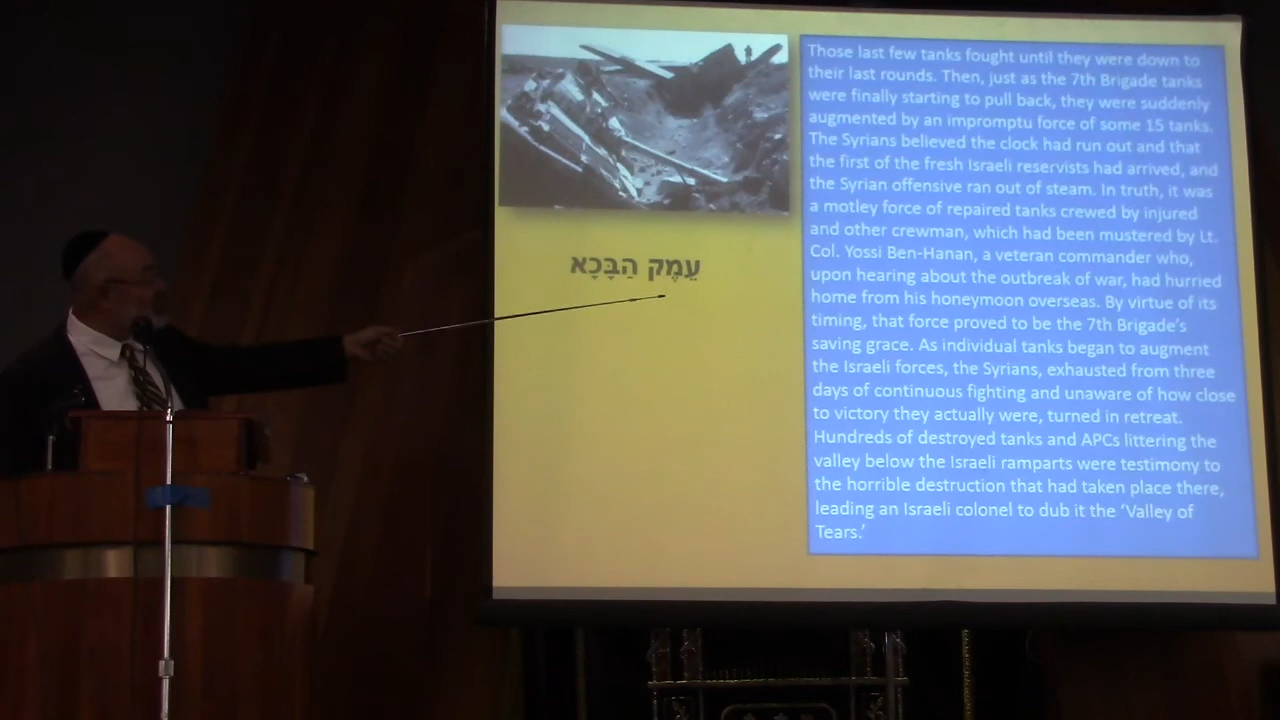 עֵמֶק הַבָּכָא
Those last few tanks fought until they were down to
their last rounds. Then, just as the 7th Brigade tanks
were finally starting to pull back, they were suddenly
augmented by an impromptu force of some 15 tanks.
The Syrians believed the clock had run out and that
the first of the fresh Israeli reservists had arrived, and
the Syrian offensive ran out of steam. In truth, it was
a motley force of repaired tanks crewed by injured
and other crewman, which had been mustered by Lt.
Col. Yossi Ben-Hanan, a veteran commander who,
upon hearing about the outbreak of war, had hurried
home from his honeymoon overseas. By virtue of its
timing, that force proved to be the 7th Brigade's
saving grace. As individual tanks began to augment
the Israeli forces, the Syrians, exhausted from three
days of continuous fighting and unaware of how close
to victory they actually were, turned in retreat.
Hundreds of destroyed tanks and APCs littering the
valley below the Israeli ramparts were testimony to
the horrible destruction that had taken place there,
leading an Israeli colonel to dub it the 'Valley of
Tears.'